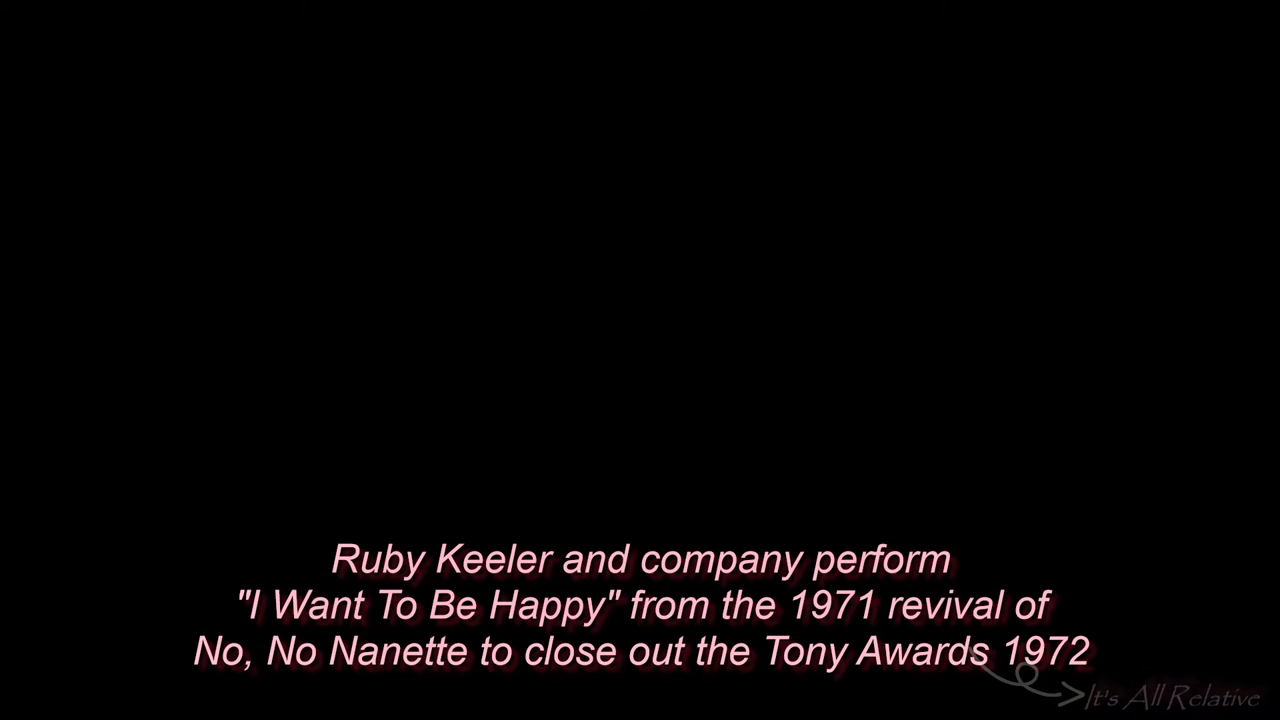 Ruby Keeler and company perform
"I Want To Be Happy" from the 1971 revival of
No, No Nanette to close out the Tony Awards 1972
It's All Relative